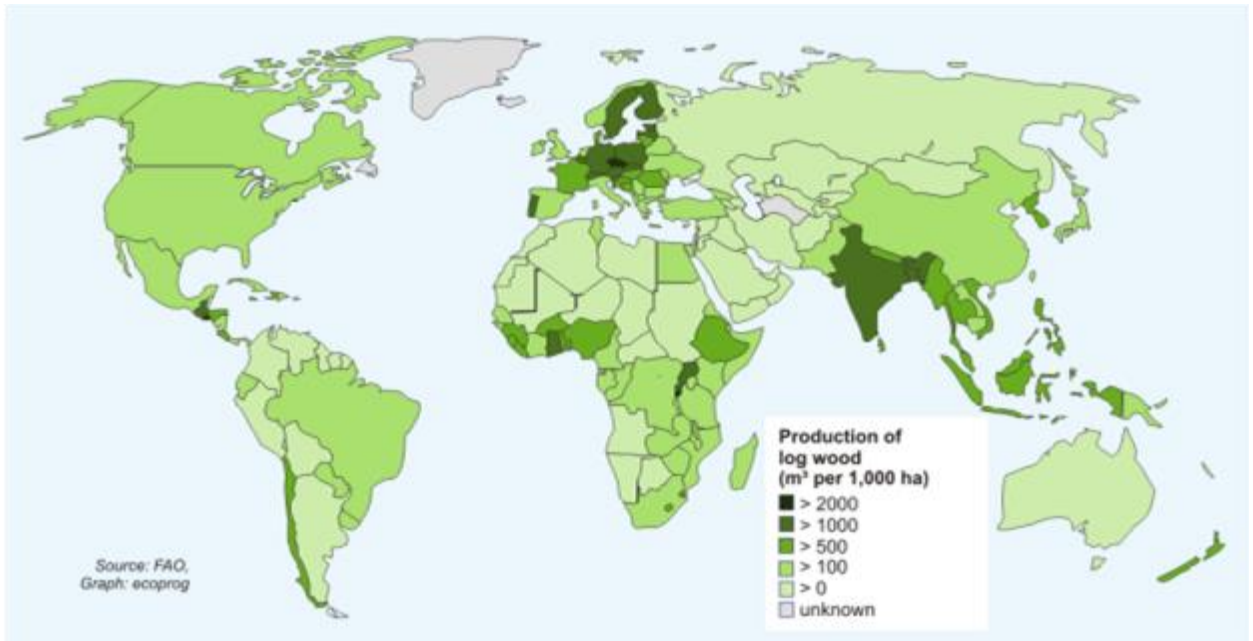 Production of
log wood
(m³ per 1,000 ha)
> 2000
> 1000
> 500
> 100
> 0
unknown
Source: FAO,
Graph: ecoprog